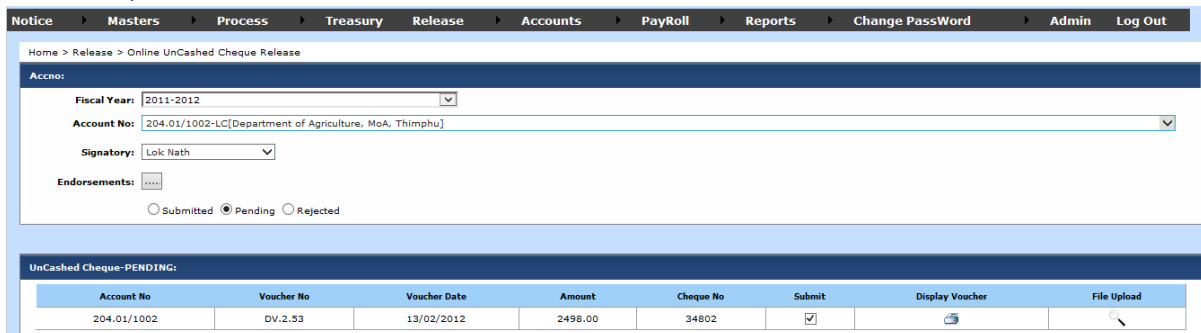 Notice Masters Process Treasury Release Accounts PayRoll Reports Change PassWord Admin Log Out
Home > Release > Online UnCashed Cheque Release
Accno:
Fiscal Year: 2011-2012
Account No: 204.01/1002-LC[Department of Agriculture, MoA, Thimphu]
Signatory: Lok Nath
Endorsements: .....
Submitted Pending Rejected
UnCashed Cheque-PENDING:
Account No Voucher No Voucher Date Amount Cheque No Submit Display Voucher File Upload
204.01/1002 DV.2.53 13/02/2012 2498.00 34802